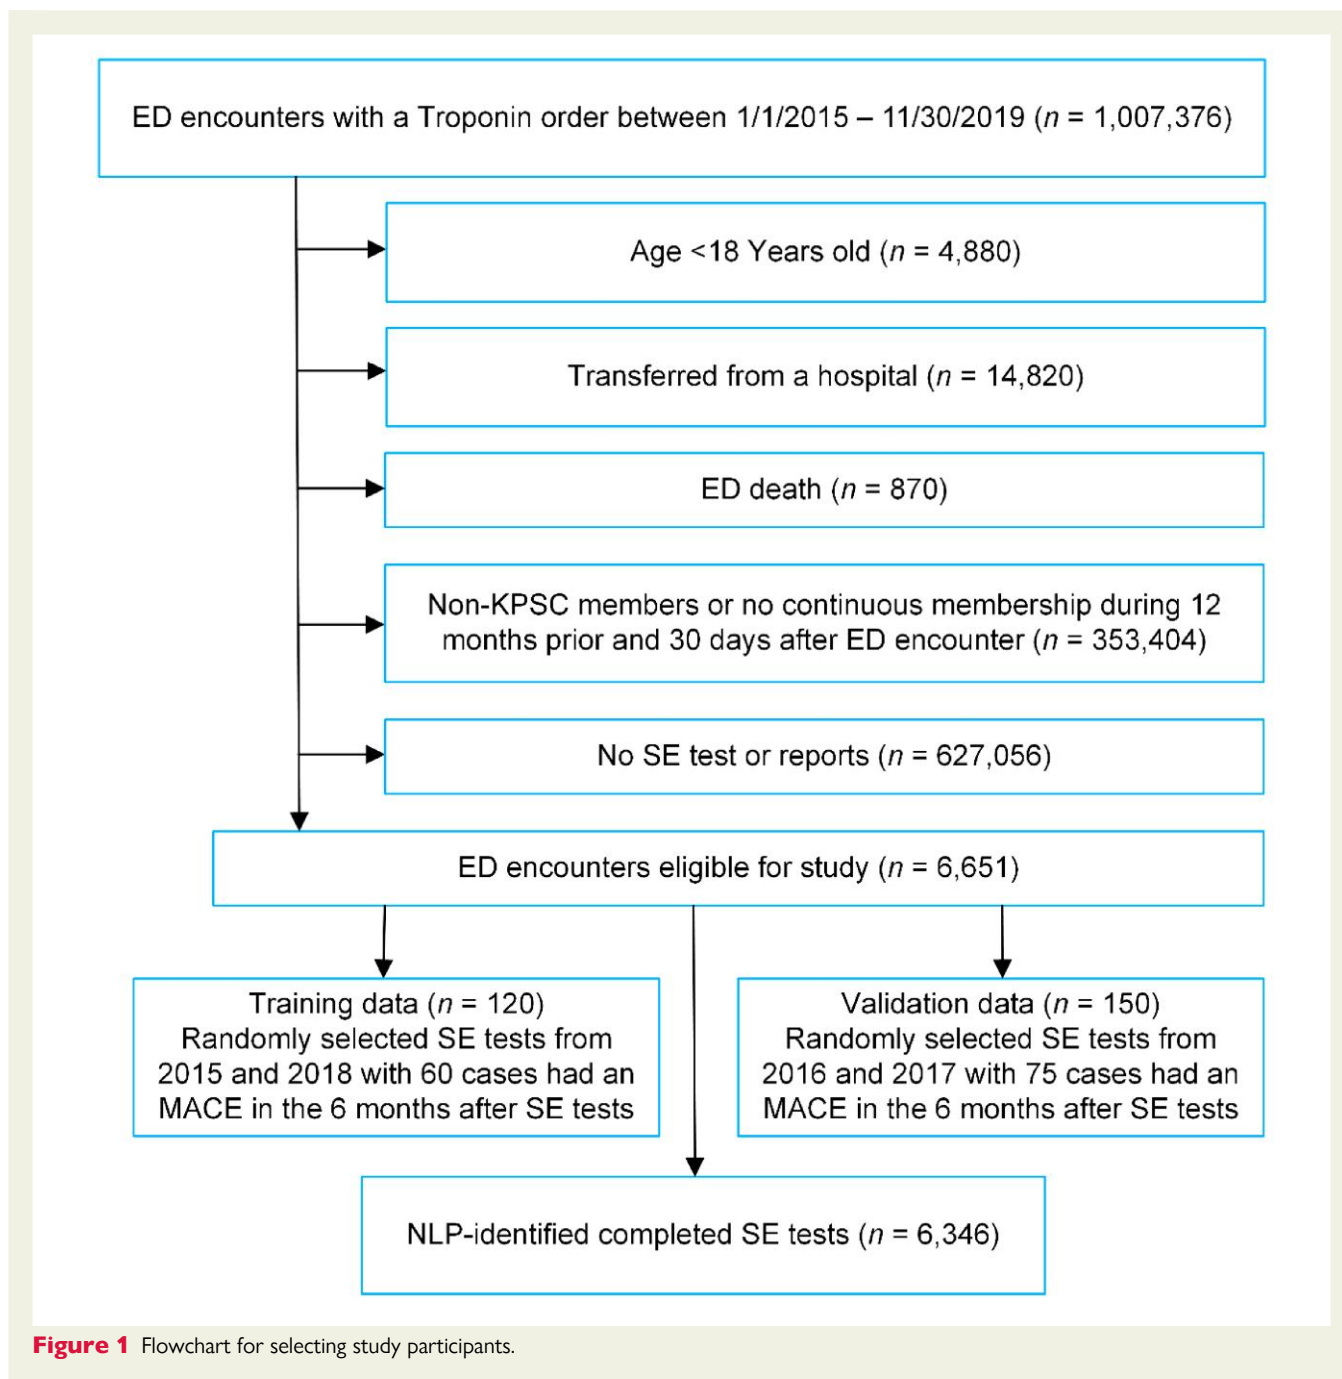 ED encounters with a Troponin order between 1/1/2015 – 11/30/2019 (n = 1,007,376)
Age <18 Years old (n = 4,880)
Transferred from a hospital (n = 14,820)
ED death (n = 870)
Non-KPSC members or no continuous membership during 12
months prior and 30 days after ED encounter (n = 353,404)
No SE test or reports (n = 627,056)
ED encounters eligible for study (n = 6,651)
Training data (n = 120)
Randomly selected SE tests from
2015 and 2018 with 60 cases had an
MACE in the 6 months after SE tests
Validation data (n = 150)
Randomly selected SE tests from
2016 and 2017 with 75 cases had an
MACE in the 6 months after SE tests
NLP-identified completed SE tests (n = 6,346)
Figure 1 Flowchart for selecting study participants.